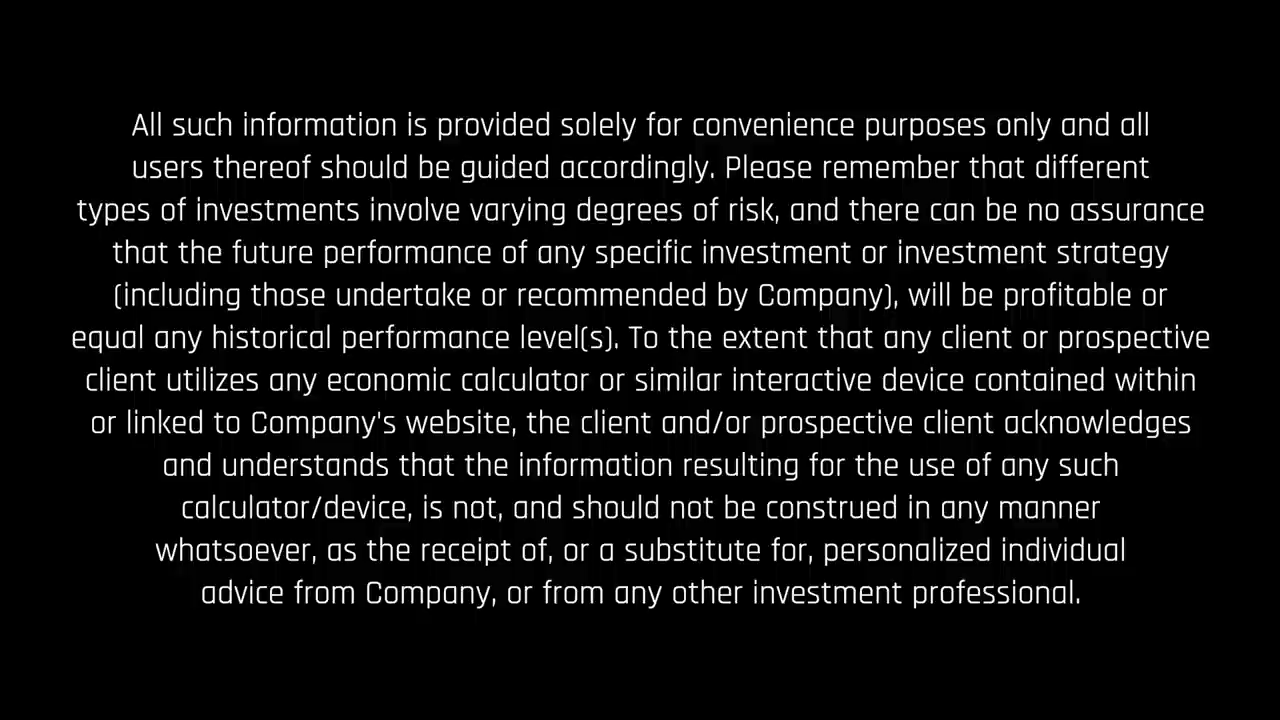 All such information is provided solely for convenience purposes only and all
users thereof should be guided accordingly. Please remember that different
types of investments involve varying degrees of risk, and there can be no assurance
that the future performance of any specific investment or investment strategy
(including those undertake or recommended by Company), will be profitable or
equal any historical performance level(s). To the extent that any client or prospective
client utilizes any economic calculator or similar interactive device contained within
or linked to Company's website, the client and/or prospective client acknowledges
and understands that the information resulting for the use of any such
calculator/device, is not, and should not be construed in any manner
whatsoever, as the receipt of, or a substitute for, personalized individual
advice from Company, or from any other investment professional.